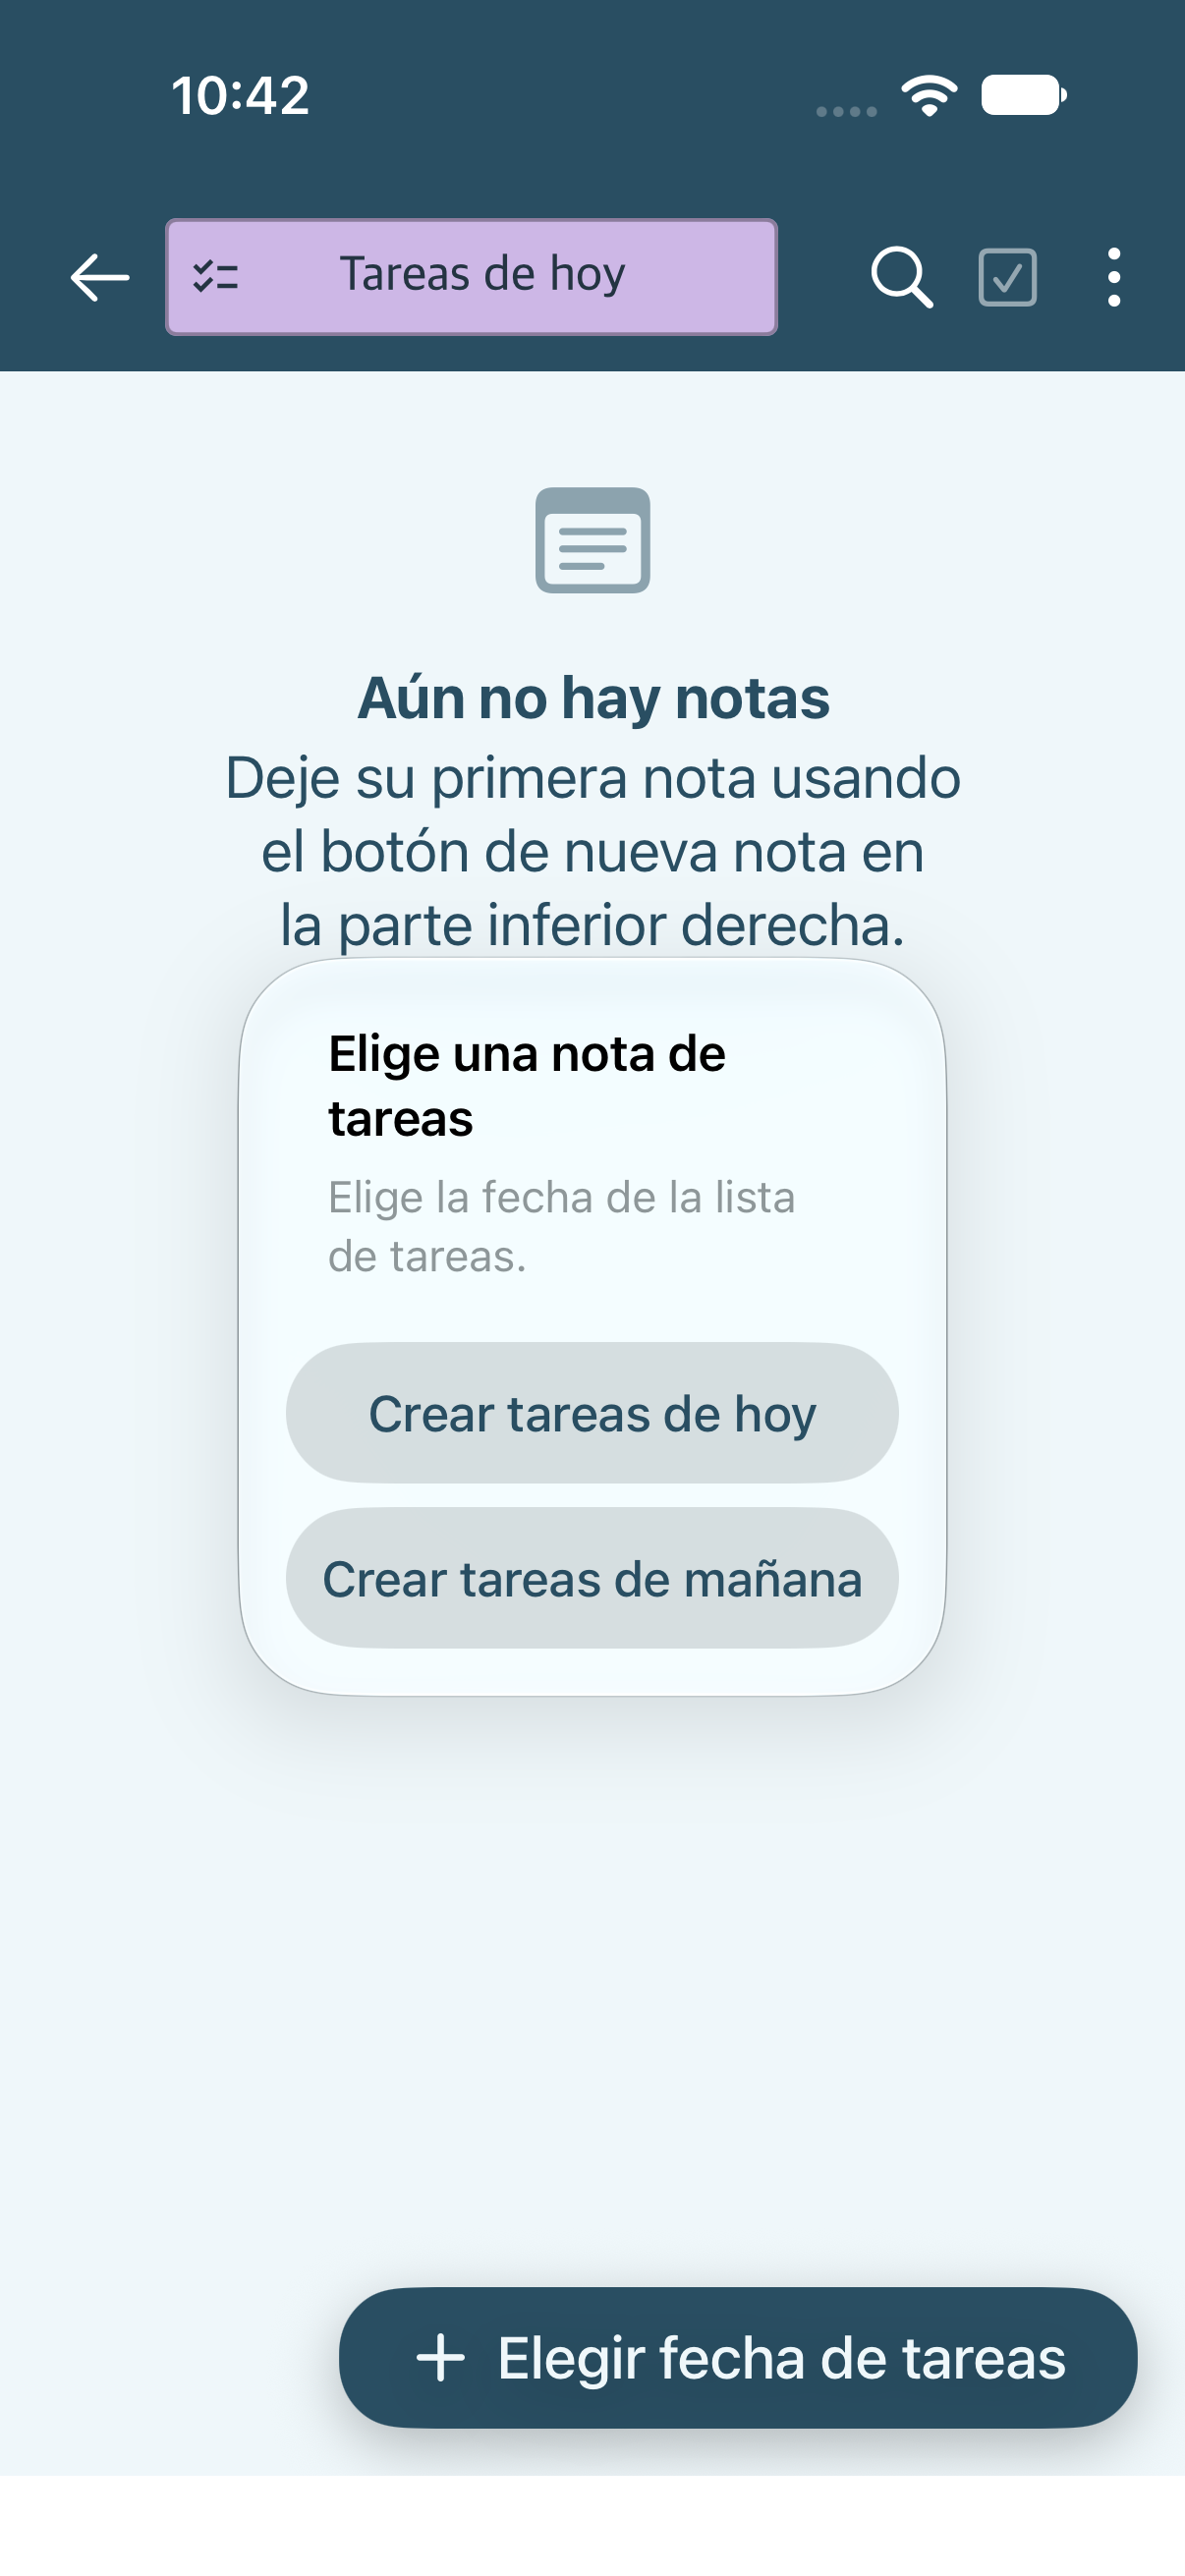 10:42
Tareas de hoy
Aún no hay notas
Deje su primera nota usando
el botón de nueva nota en
la parte inferior derecha.
Elige una nota de
tareas
Elige la fecha de la lista
de tareas.
Crear tareas de hoy
Crear tareas de mañana
Elegir fecha de tareas